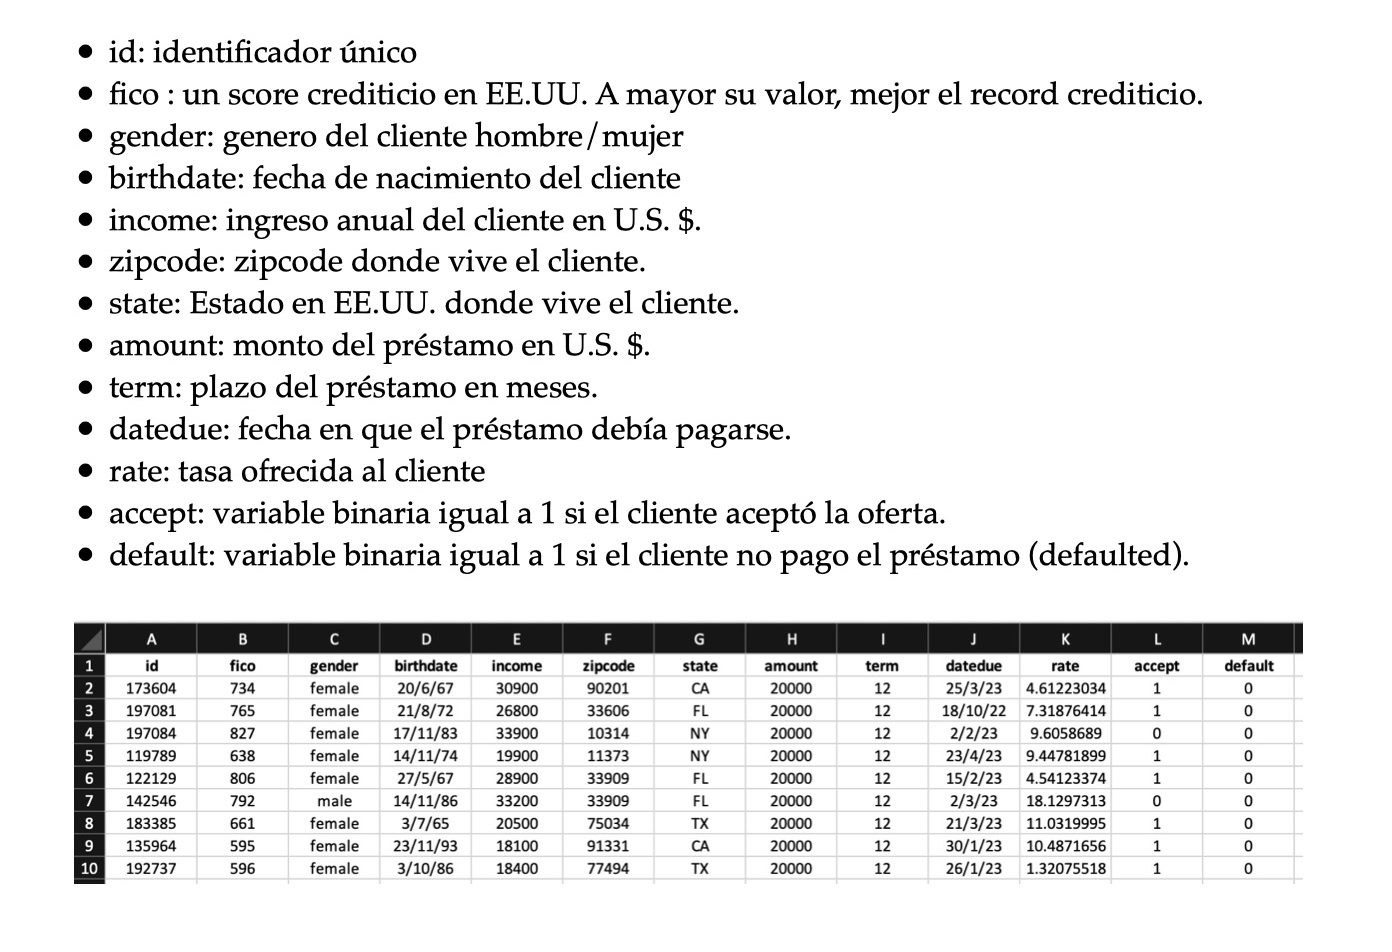 • id: identificador único
• fico : un score crediticio en EE.UU. A mayor su valor, mejor el record crediticio.
• gender: genero del cliente hombre/mujer
• birthdate: fecha de nacimiento del cliente
• income: ingreso anual del cliente en U.S. $.
• zipcode: zipcode donde vive el cliente.
• state: Estado en EE.UU. donde vive el cliente.
• amount: monto del préstamo en U.S. $.
• term: plazo del préstamo en meses.
• datedue: fecha en que el préstamo debía pagarse.
• rate: tasa ofrecida al cliente
• accept: variable binaria igual a 1 si el cliente aceptó la oferta.
• default: variable binaria igual a 1 si el cliente no pago el préstamo (defaulted).
A B C D E F G H I J K L M
1 id fico gender birthdate income zipcode state amount term datedue rate accept default
2 173604 734 female 20/6/67 30900 90201 CA 20000 12 25/3/23 4.61223034 1 0
3 197081 765 female 21/8/72 26800 33606 FL 20000 12 18/10/22 7.31876414 1 0
4 197084 827 female 17/11/83 33900 10314 NY 20000 12 2/2/23 9.6058689 0 0
5 119789 638 female 14/11/74 19900 11373 NY 20000 12 23/4/23 9.44781899 1 0
6 122129 806 female 27/5/67 28900 33909 FL 20000 12 15/2/23 4.54123374 1 0
7 142546 792 male 14/11/86 33200 33909 FL 20000 12 2/3/23 18.1297313 0 0
8 183385 661 female 3/7/65 20500 75034 TX 20000 12 21/3/23 11.0319995 1 0
9 135964 595 female 23/11/93 18100 91331 CA 20000 12 30/1/23 10.4871656 1 0
10 192737 596 female 3/10/86 18400 77494 TX 20000 12 26/1/23 1.32075518 1 0